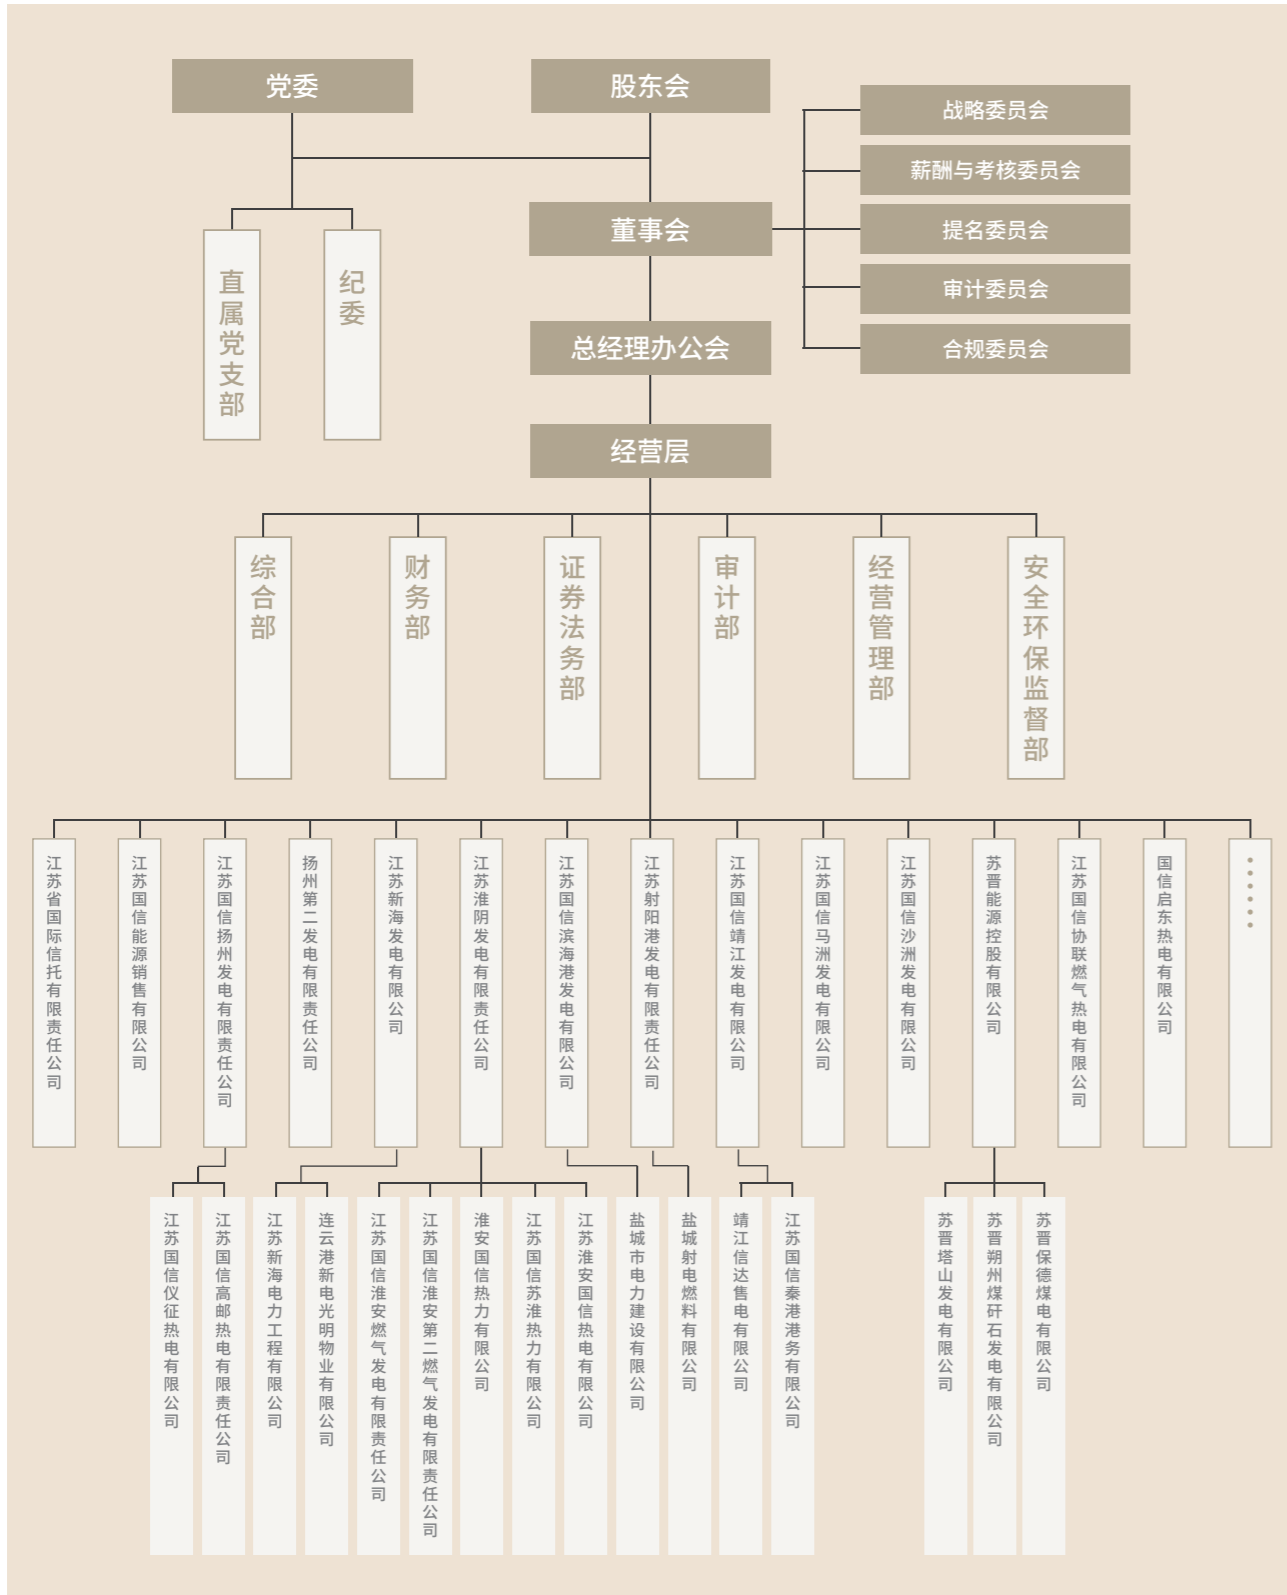 党委
股东会
战略委员会
薪酬与考核委员会
董事会
提名委员会
审计委员会
合规委员会
直属党支部
纪委
总经理办公会
经营层
综合部
财务部
证券法务部
审计部
经营管理部
安全环保监督部
江苏省国际信托有限责任公司
江苏国信能源销售有限公司
江苏国信扬州发电有限责任公司
扬州第二发电有限责任公司
江苏新海发电有限公司
江苏淮阴发电有限责任公司
江苏国信滨海港发电有限公司
江苏射阳港发电有限责任公司
江苏国信靖江发电有限公司
江苏国信马洲发电有限公司
江苏国信沙洲发电有限公司
苏晋能源控股有限公司
江苏国信协联燃气热电有限公司
国信启东热电有限公司
••••••
江苏国信仪征热电有限公司
江苏国信高邮热电有限责任公司
江苏新海电力工程有限公司
连云港新电光明物业有限公司
江苏国信淮安燃气发电有限责任公司
江苏国信淮安第二燃气发电有限责任公司
淮安国信热力有限公司
江苏国信苏淮热力有限公司
江苏淮安国信热电有限公司
盐城市电力建设有限公司
盐城射电燃料有限公司
靖江信达售电有限公司
江苏国信秦港港务有限公司
苏晋塔山发电有限公司
苏晋朔州煤矸石发电有限公司
苏晋保德煤电有限公司